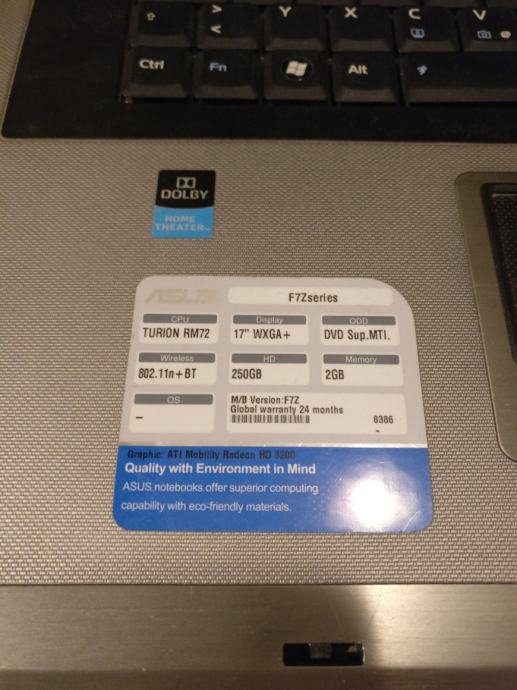 > Y X C V
<
Ctrl Fn Alt
DOLBY
HOME
THEATER™
ASUS F7Zseries
CPU Display ODD
TURION RM72 17" WXGA+ DVD Sup.MTI.
Wireless HD Memory
802.11n+BT 250GB 2GB
OS M/B Version:F7Z
– Global warranty 24 months
8386
Graphic: ATI Mobility Radeon HD 3200
Quality with Environment in Mind
ASUS notebooks offer superior computing
capability with eco-friendly materials.